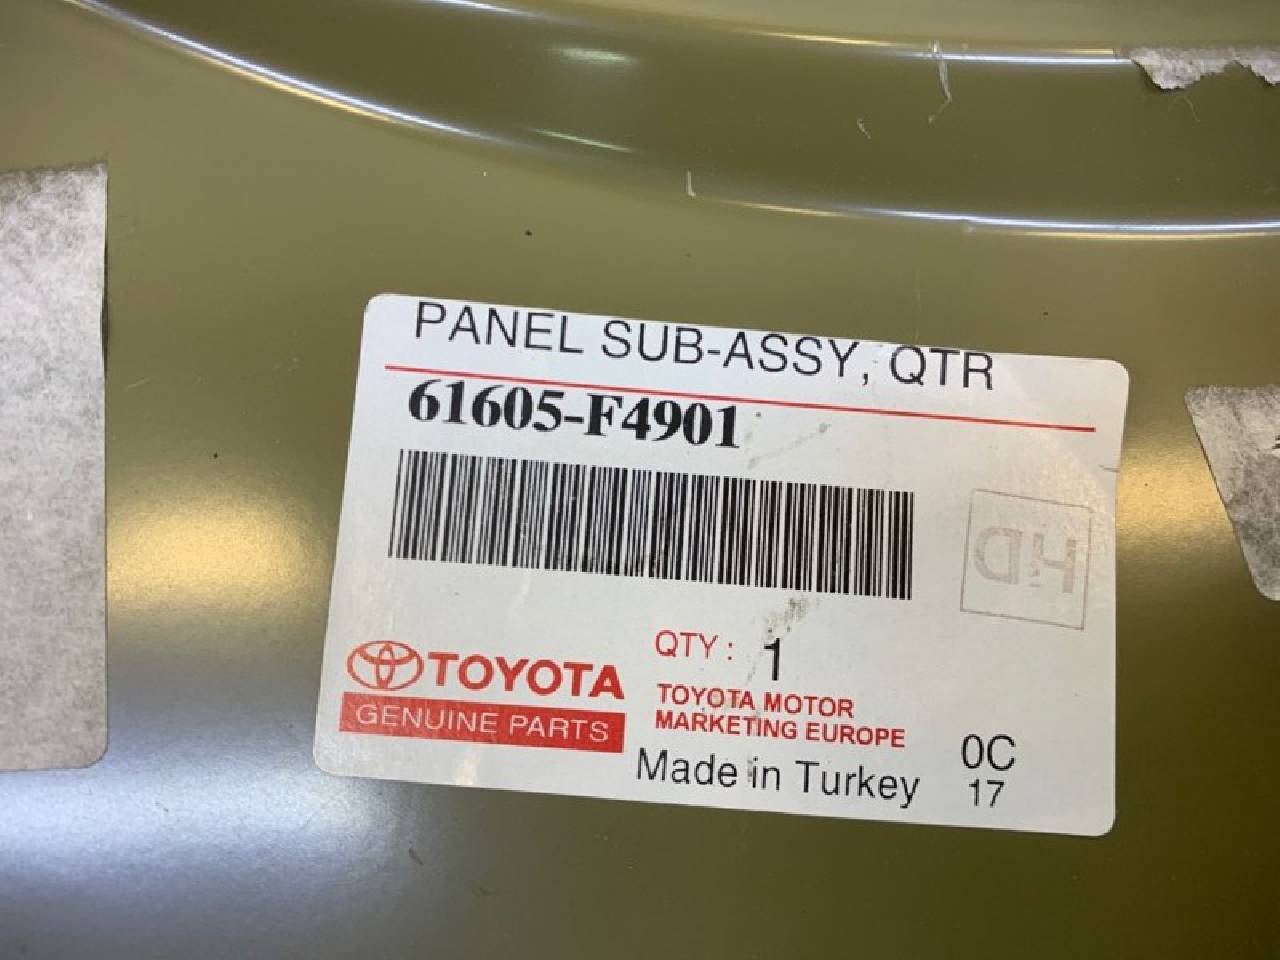 PANEL SUB-ASSY, QTR
61605-F4901
HiD
QTY : 1
TOYOTA
GENUINE PARTS
TOYOTA MOTOR
MARKETING EUROPE
Made in Turkey
0C
17